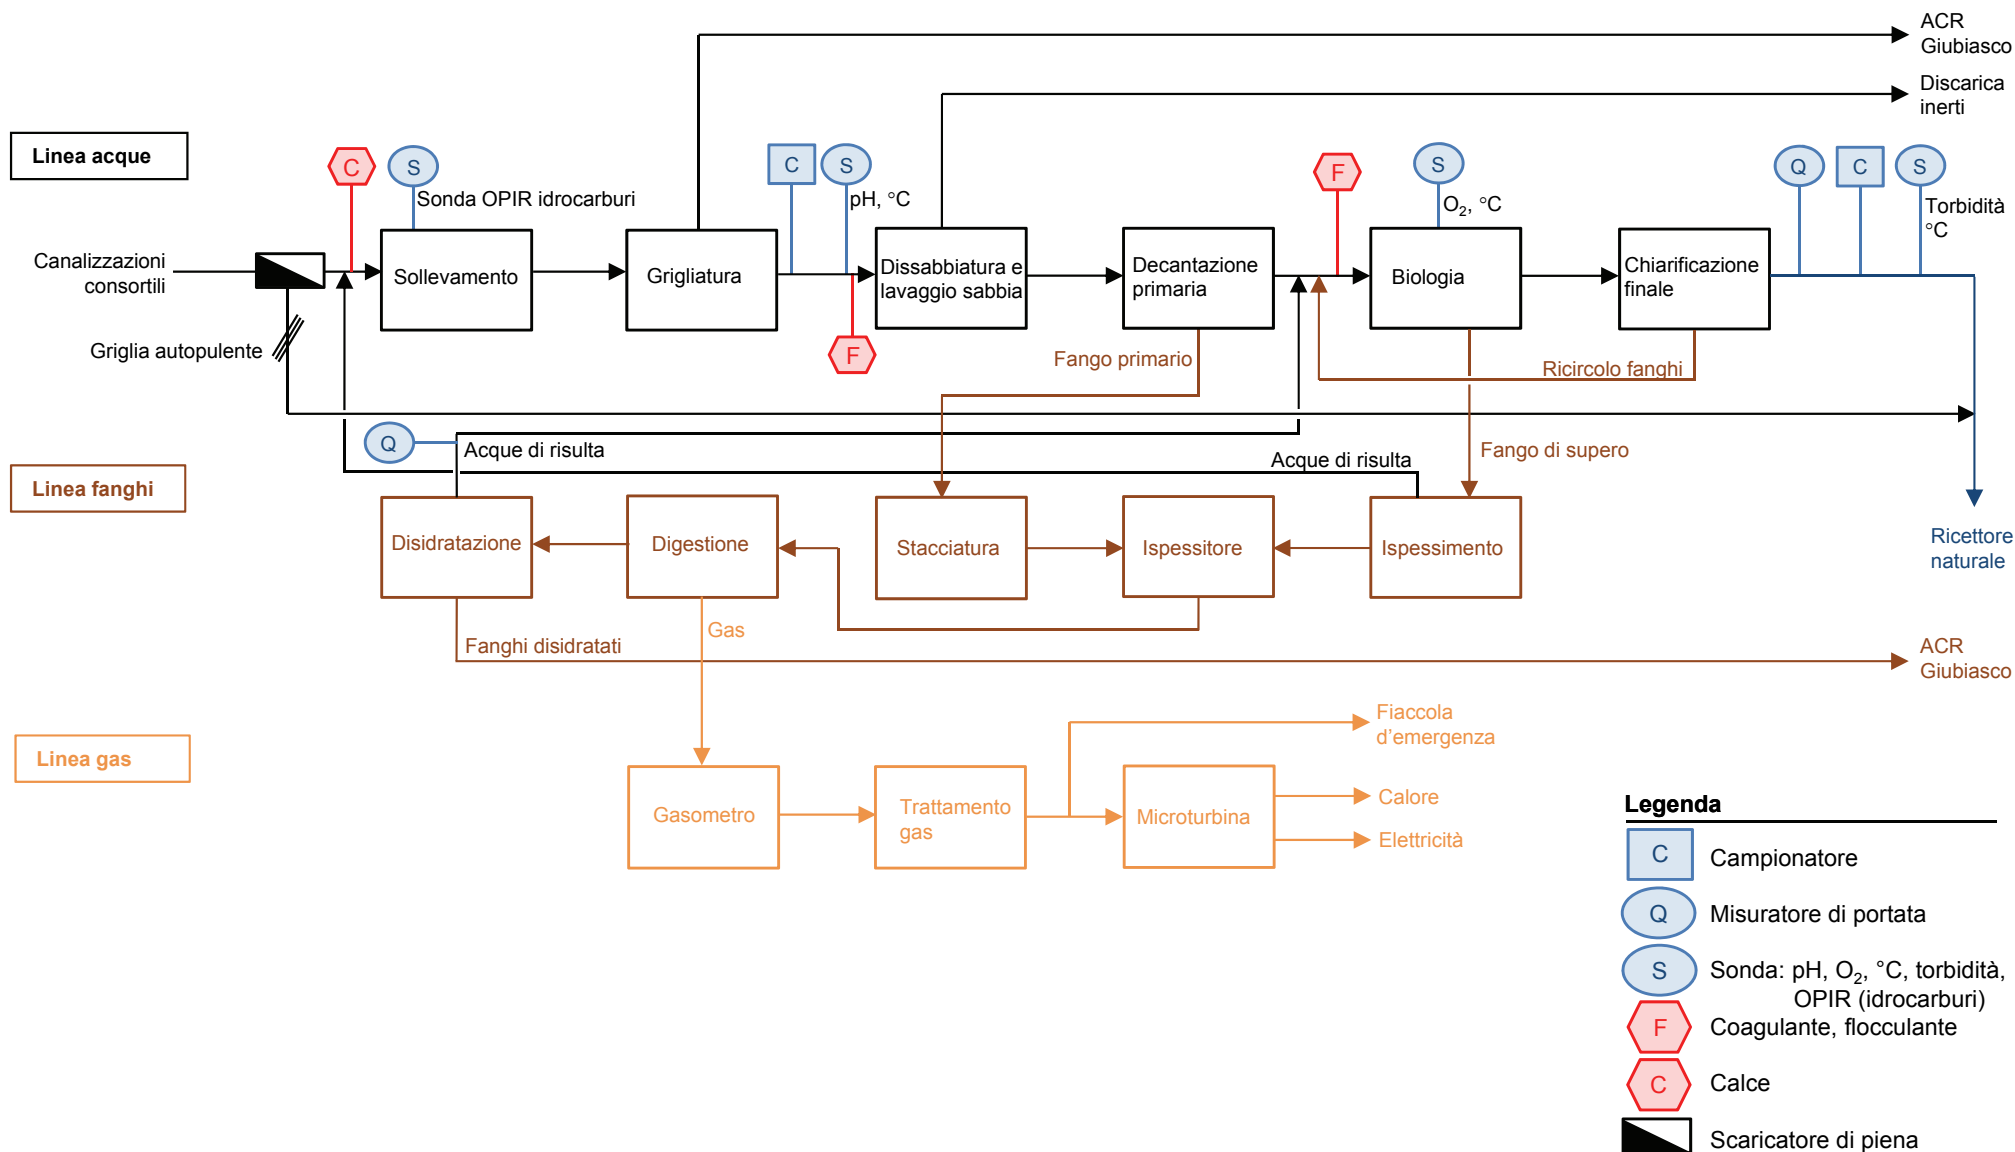 ACR
Giubiasco
Discarica
inerti
Linea acque
C
S
Sonda OPIR idrocarburi
C
S
pH, °C
F
S
O₂, °C
Q
C
S
Torbidità
°C
Canalizzazioni
consortili
Sollevamento
Grigliatura
Dissabbiatura e
lavaggio sabbia
Decantazione
primaria
Biologia
Chiarificazione
finale
Griglia autopulente
F
Fango primario
Ricircolo fanghi
Q
Acque di risulta
Acque di risulta
Fango di supero
Linea fanghi
Disidratazione
Digestione
Stacciatura
Ispessitore
Ispessimento
Ricettore
naturale
Gas
Fanghi disidratati
ACR
Giubiasco
Linea gas
Fiaccola
d'emergenza
Gasometro
Trattamento
gas
Microturbina
Calore
Elettricità
Legenda
C Campionatore
Q Misuratore di portata
S Sonda: pH, O₂, °C, torbidità,
OPIR (idrocarburi)
F Coagulante, flocculante
C Calce
Scaricatore di piena